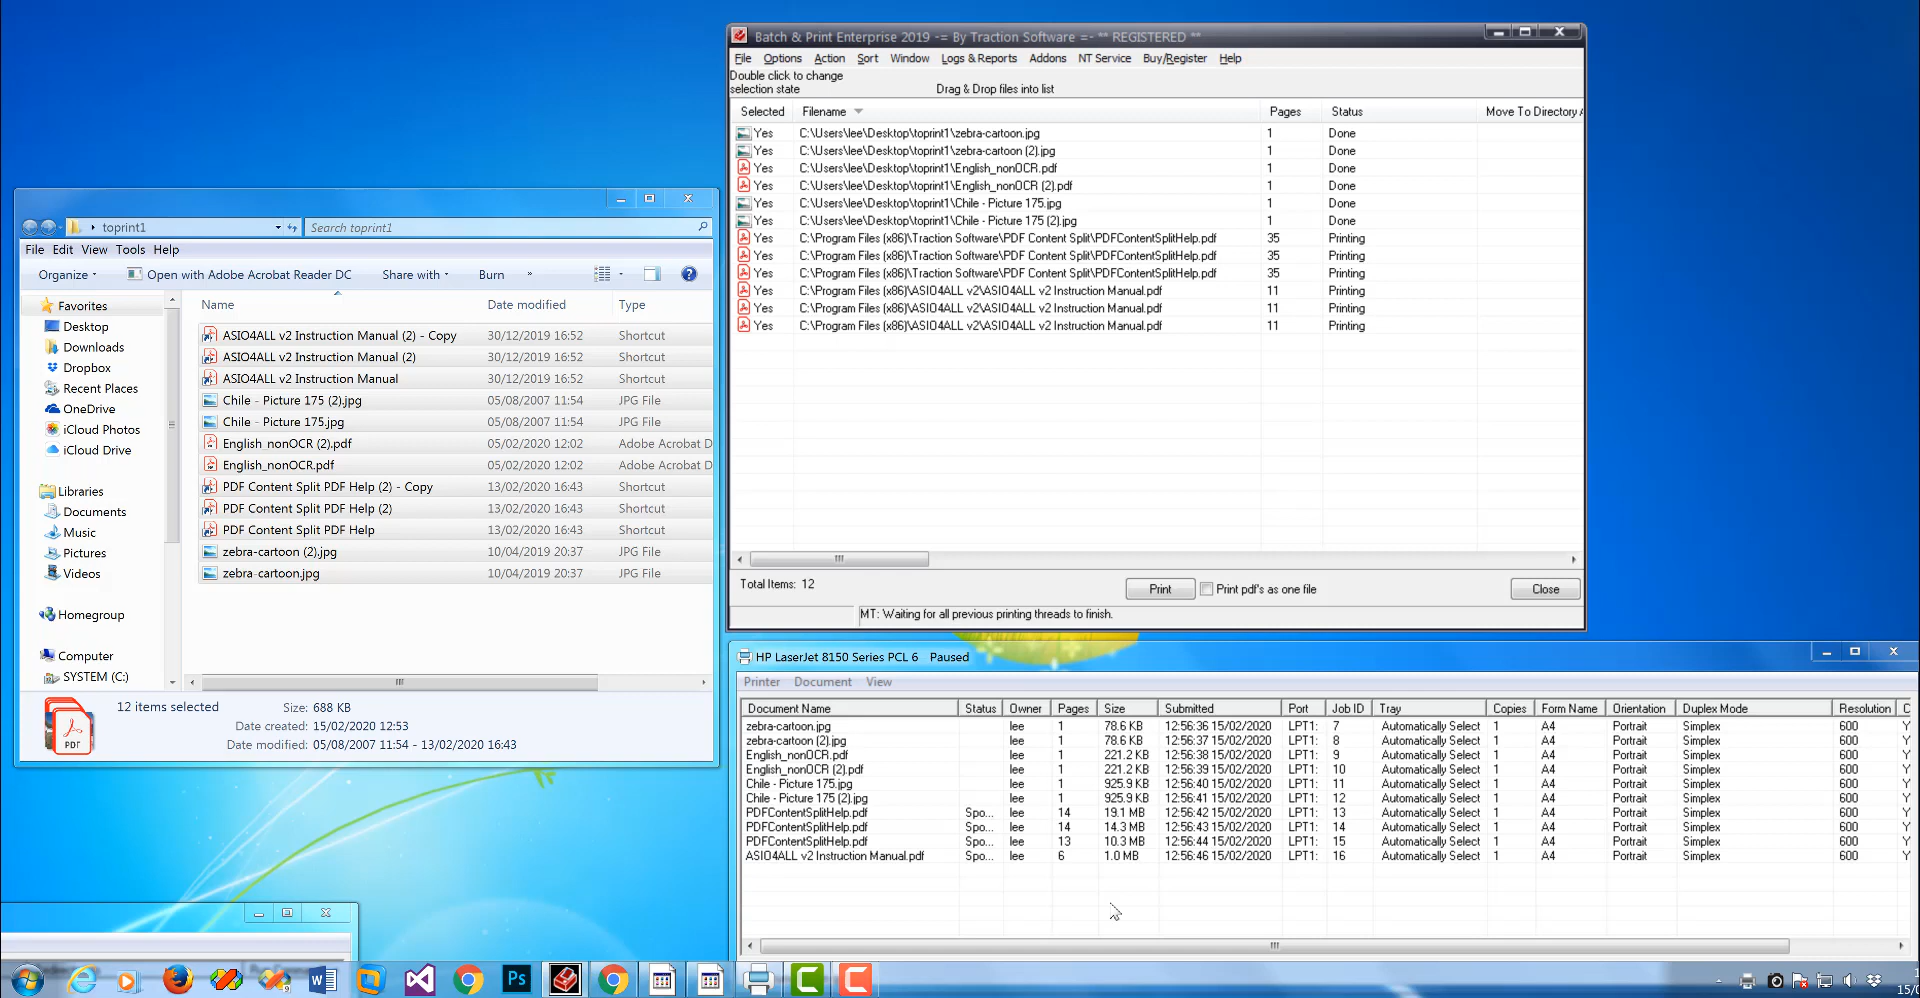 Batch & Print Enterprise 2019 -= By Traction Software =- ** REGISTERED **
File Options Action Sort Window Logs & Reports Addons NT Service Buy/Register Help
Double click to change
selection state
Drag & Drop files into list
Selected Filename Pages Status Move To Directory
Yes C:\Users\lee\Desktop\toprint1\zebra-cartoon.jpg 1 Done
Yes C:\Users\lee\Desktop\toprint1\zebra-cartoon (2).jpg 1 Done
Yes C:\Users\lee\Desktop\toprint1\English_nonOCR.pdf 1 Done
Yes C:\Users\lee\Desktop\toprint1\English_nonOCR (2).pdf 1 Done
Yes C:\Users\lee\Desktop\toprint1\Chile - Picture 175.jpg 1 Done
Yes C:\Users\lee\Desktop\toprint1\Chile - Picture 175 (2).jpg 1 Done
Yes C:\Program Files (x86)\Traction Software\PDF Content Split\PDFContentSplitHelp.pdf 35 Printing
Yes C:\Program Files (x86)\Traction Software\PDF Content Split\PDFContentSplitHelp.pdf 35 Printing
Yes C:\Program Files (x86)\Traction Software\PDF Content Split\PDFContentSplitHelp.pdf 35 Printing
Yes C:\Program Files (x86)\ASIO4ALL v2\ASIO4ALL v2 Instruction Manual.pdf 11 Printing
Yes C:\Program Files (x86)\ASIO4ALL v2\ASIO4ALL v2 Instruction Manual.pdf 11 Printing
Yes C:\Program Files (x86)\ASIO4ALL v2\ASIO4ALL v2 Instruction Manual.pdf 11 Printing
Total Items: 12
Print
Print pdf's as one file
Close
MT: Waiting for all previous printing threads to finish.
toprint1
Search toprint1
File Edit View Tools Help
Organize Open with Adobe Acrobat Reader DC Share with Burn »
Favorites
Desktop
Downloads
Dropbox
Recent Places
OneDrive
iCloud Photos
iCloud Drive
Libraries
Documents
Music
Pictures
Videos
Homegroup
Computer
SYSTEM (C:)
Name Date modified Type
ASIO4ALL v2 Instruction Manual (2) - Copy 30/12/2019 16:52 Shortcut
ASIO4ALL v2 Instruction Manual (2) 30/12/2019 16:52 Shortcut
ASIO4ALL v2 Instruction Manual 30/12/2019 16:52 Shortcut
Chile - Picture 175 (2).jpg 05/08/2007 11:54 JPG File
Chile - Picture 175.jpg 05/08/2007 11:54 JPG File
English_nonOCR (2).pdf 05/02/2020 12:02 Adobe Acrobat D
English_nonOCR.pdf 05/02/2020 12:02 Adobe Acrobat D
PDF Content Split PDF Help (2) - Copy 13/02/2020 16:43 Shortcut
PDF Content Split PDF Help (2) 13/02/2020 16:43 Shortcut
PDF Content Split PDF Help 13/02/2020 16:43 Shortcut
zebra-cartoon (2).jpg 10/04/2019 20:37 JPG File
zebra-cartoon.jpg 10/04/2019 20:37 JPG File
PDF
12 items selected
Size: 688 KB
Date created: 15/02/2020 12:53
Date modified: 05/08/2007 11:54 - 13/02/2020 16:43
HP LaserJet 8150 Series PCL 6 Paused
Printer Document View
Document Name Status Owner Pages Size Submitted Port Job ID Tray Copies Form Name Orientation Duplex Mode Resolution C
zebra-cartoon.jpg lee 1 78.6 KB 12:56:36 15/02/2020 LPT1: 7 Automatically Select 1 A4 Portrait Simplex 600 Y
zebra-cartoon (2).jpg lee 1 78.6 KB 12:56:37 15/02/2020 LPT1: 8 Automatically Select 1 A4 Portrait Simplex 600 Y
English_nonOCR.pdf lee 1 221.2 KB 12:56:38 15/02/2020 LPT1: 9 Automatically Select 1 A4 Portrait Simplex 600 Y
English_nonOCR (2).pdf lee 1 221.2 KB 12:56:39 15/02/2020 LPT1: 10 Automatically Select 1 A4 Portrait Simplex 600 Y
Chile - Picture 175.jpg lee 1 925.9 KB 12:56:40 15/02/2020 LPT1: 11 Automatically Select 1 A4 Portrait Simplex 600 Y
Chile - Picture 175 (2).jpg lee 1 925.9 KB 12:56:41 15/02/2020 LPT1: 12 Automatically Select 1 A4 Portrait Simplex 600 Y
PDFContentSplitHelp.pdf Spo... lee 14 19.1 MB 12:56:42 15/02/2020 LPT1: 13 Automatically Select 1 A4 Portrait Simplex 600 Y
PDFContentSplitHelp.pdf Spo... lee 14 14.3 MB 12:56:43 15/02/2020 LPT1: 14 Automatically Select 1 A4 Portrait Simplex 600 Y
PDFContentSplitHelp.pdf Spo... lee 13 10.3 MB 12:56:44 15/02/2020 LPT1: 15 Automatically Select 1 A4 Portrait Simplex 600 Y
ASIO4ALL v2 Instruction Manual.pdf Spo... lee 6 1.0 MB 12:56:46 15/02/2020 LPT1: 16 Automatically Select 1 A4 Portrait Simplex 600 Y
Ps